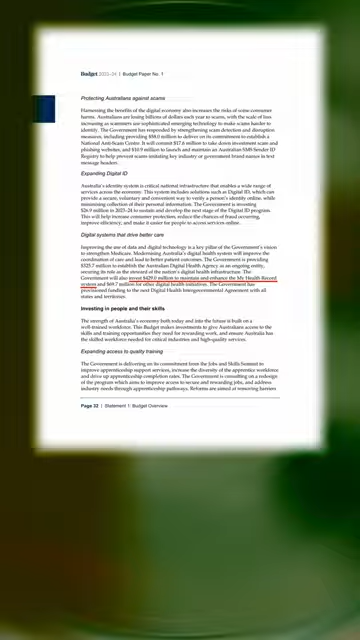 Budget 2023–24 | Budget Paper No. 1
Protecting Australians against scams
Harnessing the benefits of the digital economy also increases the risks of some consumer
harms. Australians are losing billions of dollars each year to scams, with the scale of loss
increasing as scammers use sophisticated emerging technology to make scams harder to
identify. The Government has responded by strengthening scam detection and disruption
measures, including providing $58.0 million to deliver on its commitment to establish a
National Anti-Scam Centre. It will commit $17.6 million to take down investment scam and
phishing websites, and $10.9 million to launch and maintain an Australian SMS Sender ID
Registry to help prevent scams imitating key industry or government brand names in text
message headers.
Expanding Digital ID
Australia's identity system is critical national infrastructure that enables a wide range of
services across the economy. This system includes solutions such as Digital ID, which can
provide a secure, voluntary and convenient way to verify a person's identity online, while
minimising collection of their personal information. The Government is investing
$26.9 million in 2023–24 to sustain and develop the next stage of the Digital ID program.
This will help increase consumer protection, reduce the chances of fraud occurring,
improve efficiency, and make it easier for people to access services online.
Digital systems that drive better care
Improving the use of data and digital technology is a key pillar of the Government's vision
to strengthen Medicare. Modernising Australia's digital health system will improve the
coordination of care and lead to better patient outcomes. The Government is providing
$325.7 million to establish the Australian Digital Health Agency as an ongoing entity,
securing its role as the steward of the nation's digital health infrastructure. The
Government will also invest $429.0 million to maintain and enhance the My Health Record
system and $69.7 million for other digital health initiatives. The Government has
provisioned funding to the next Digital Health Intergovernmental Agreement with all
states and territories.
Investing in people and their skills
The strength of Australia's economy both today and into the future is built on a
well-trained workforce. This Budget makes investments to give Australians access to the
skills and training opportunities they need for rewarding work, and ensure Australia has
the skilled workforce needed for critical industries and high-quality services.
Expanding access to quality training
The Government is delivering on its commitment from the Jobs and Skills Summit to
improve apprenticeship support services, increase the diversity of the apprentice workforce
and drive up apprenticeship completion rates. The Government is consulting on a redesign
of the program which aims to improve access to secure and rewarding jobs, and address
industry needs through apprenticeship pathways. Reforms are aimed at removing barriers
Page 32 | Statement 1: Budget Overview